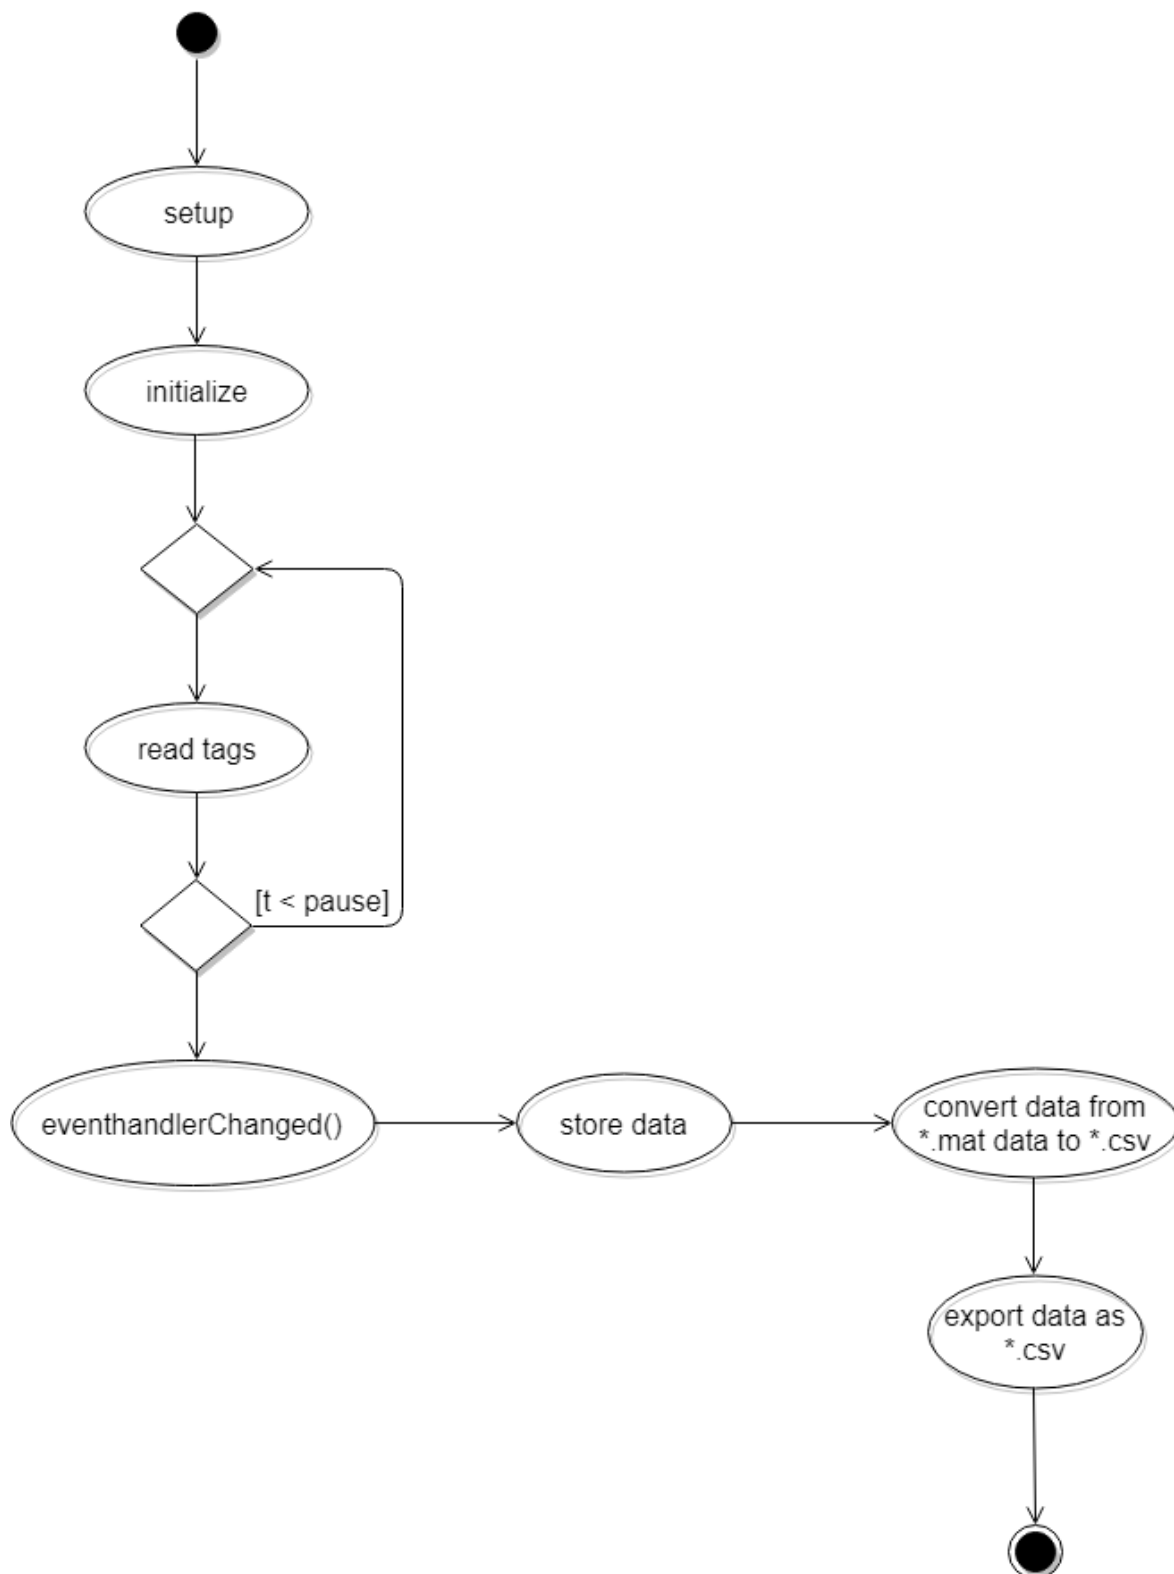 setup
initialize
read tags
[t < pause]
eventhandlerChanged()
store data
convert data from
*.mat data to *.csv
export data as
*.csv